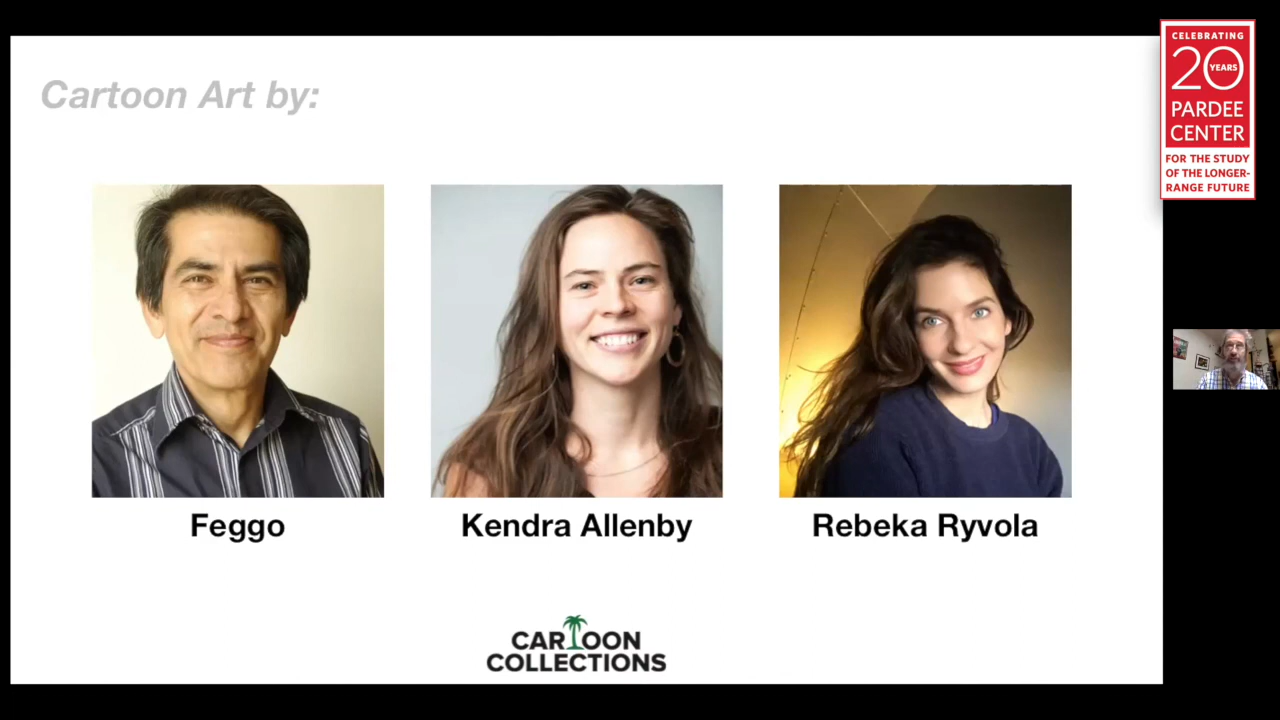 Cartoon Art by:
CELEBRATING
20
YEARS
PARDEE
CENTER
FOR THE STUDY
OF THE LONGER-
RANGE FUTURE
Feggo
Kendra Allenby
Rebeka Ryvola
CARTOON
COLLECTIONS